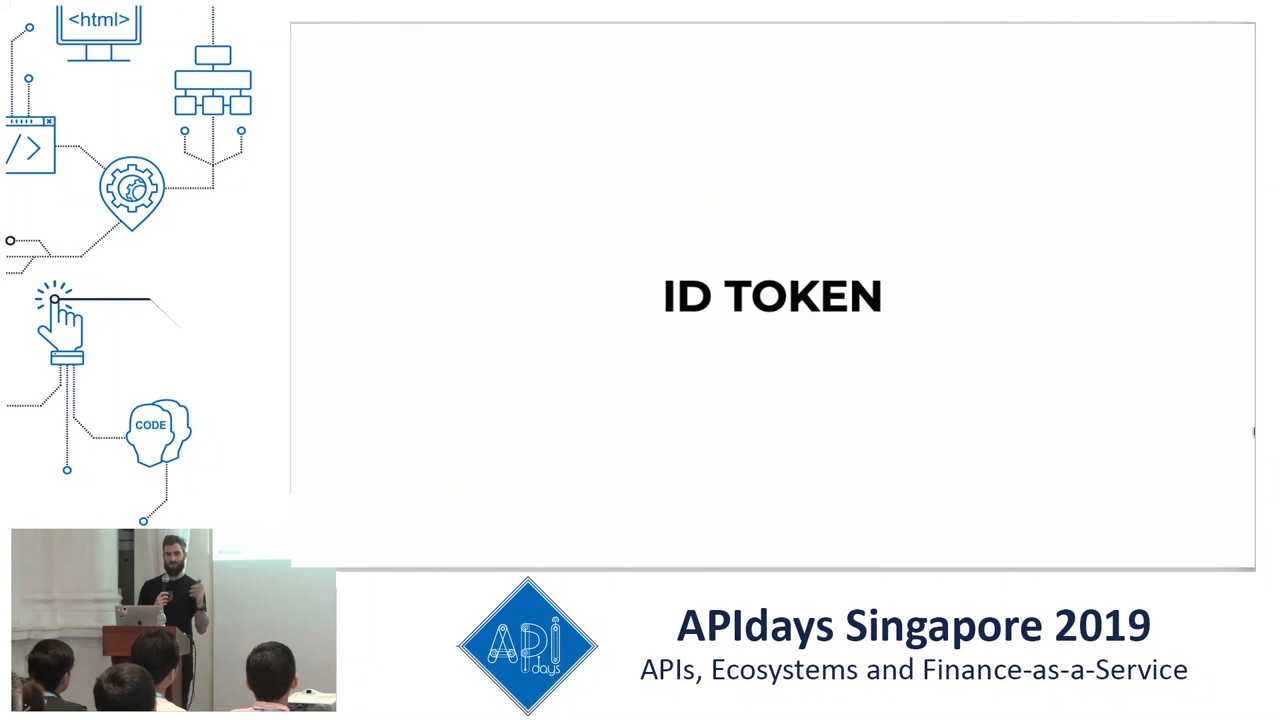 <html>
</>
CODE
ID TOKEN
API
days
APIdays Singapore 2019
APIs, Ecosystems and Finance-as-a-Service